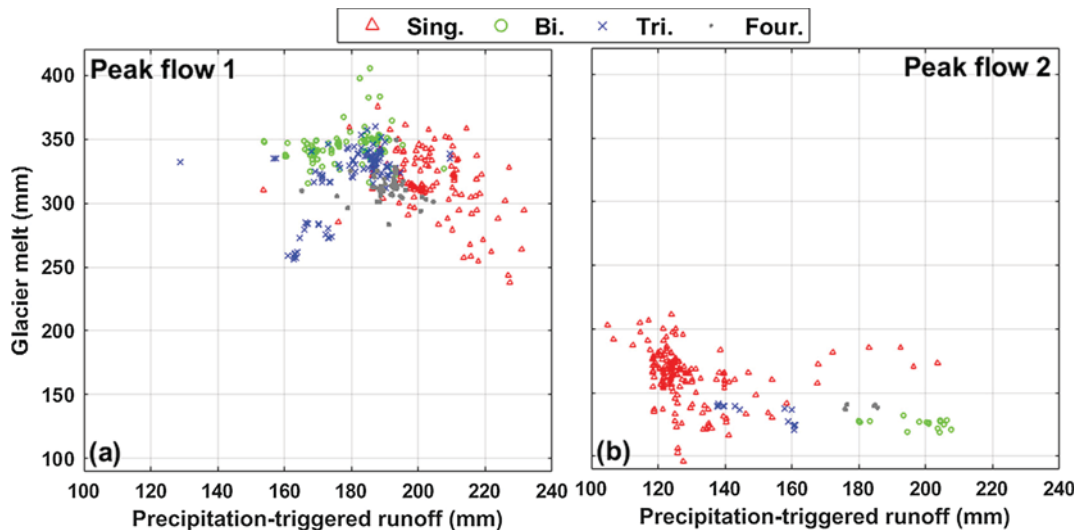 Sing. Bi. Tri. Four.
Peak flow 1
Peak flow 2
Glacier melt (mm)
400
350
300
250
200
150
100
(a)
(b)
100 120 140 160 180 200 220 240
100 120 140 160 180 200 220 240
Precipitation-triggered runoff (mm)
Precipitation-triggered runoff (mm)